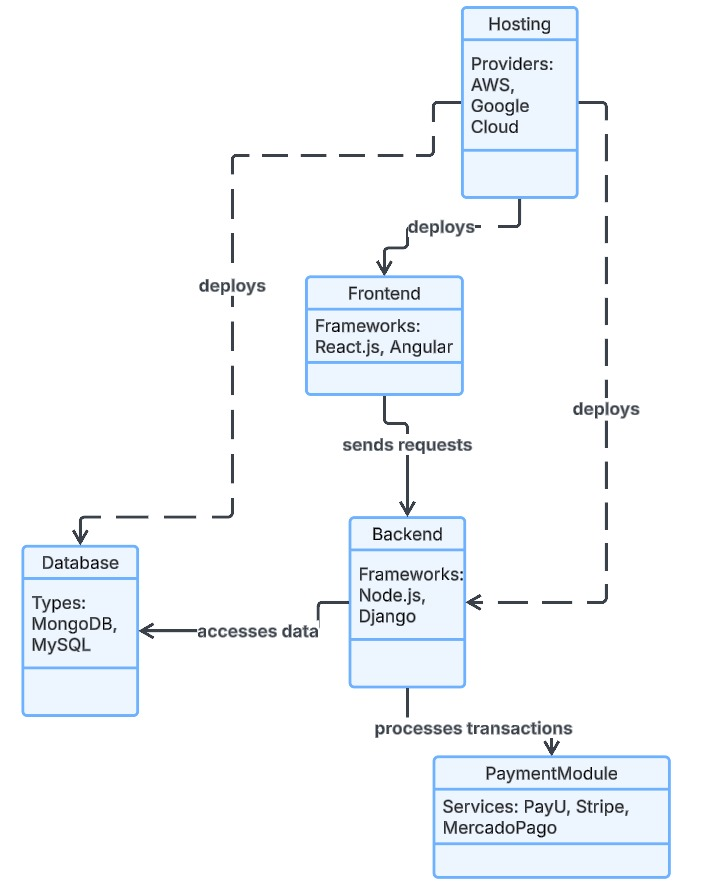 Hosting
Providers:
AWS,
Google
Cloud
deploys
deploys
Frontend
Frameworks:
React.js, Angular
deploys
sends requests
Backend
Frameworks:
Node.js,
Django
Database
Types:
MongoDB,
MySQL
accesses data
processes transactions
PaymentModule
Services: PayU, Stripe,
MercadoPago